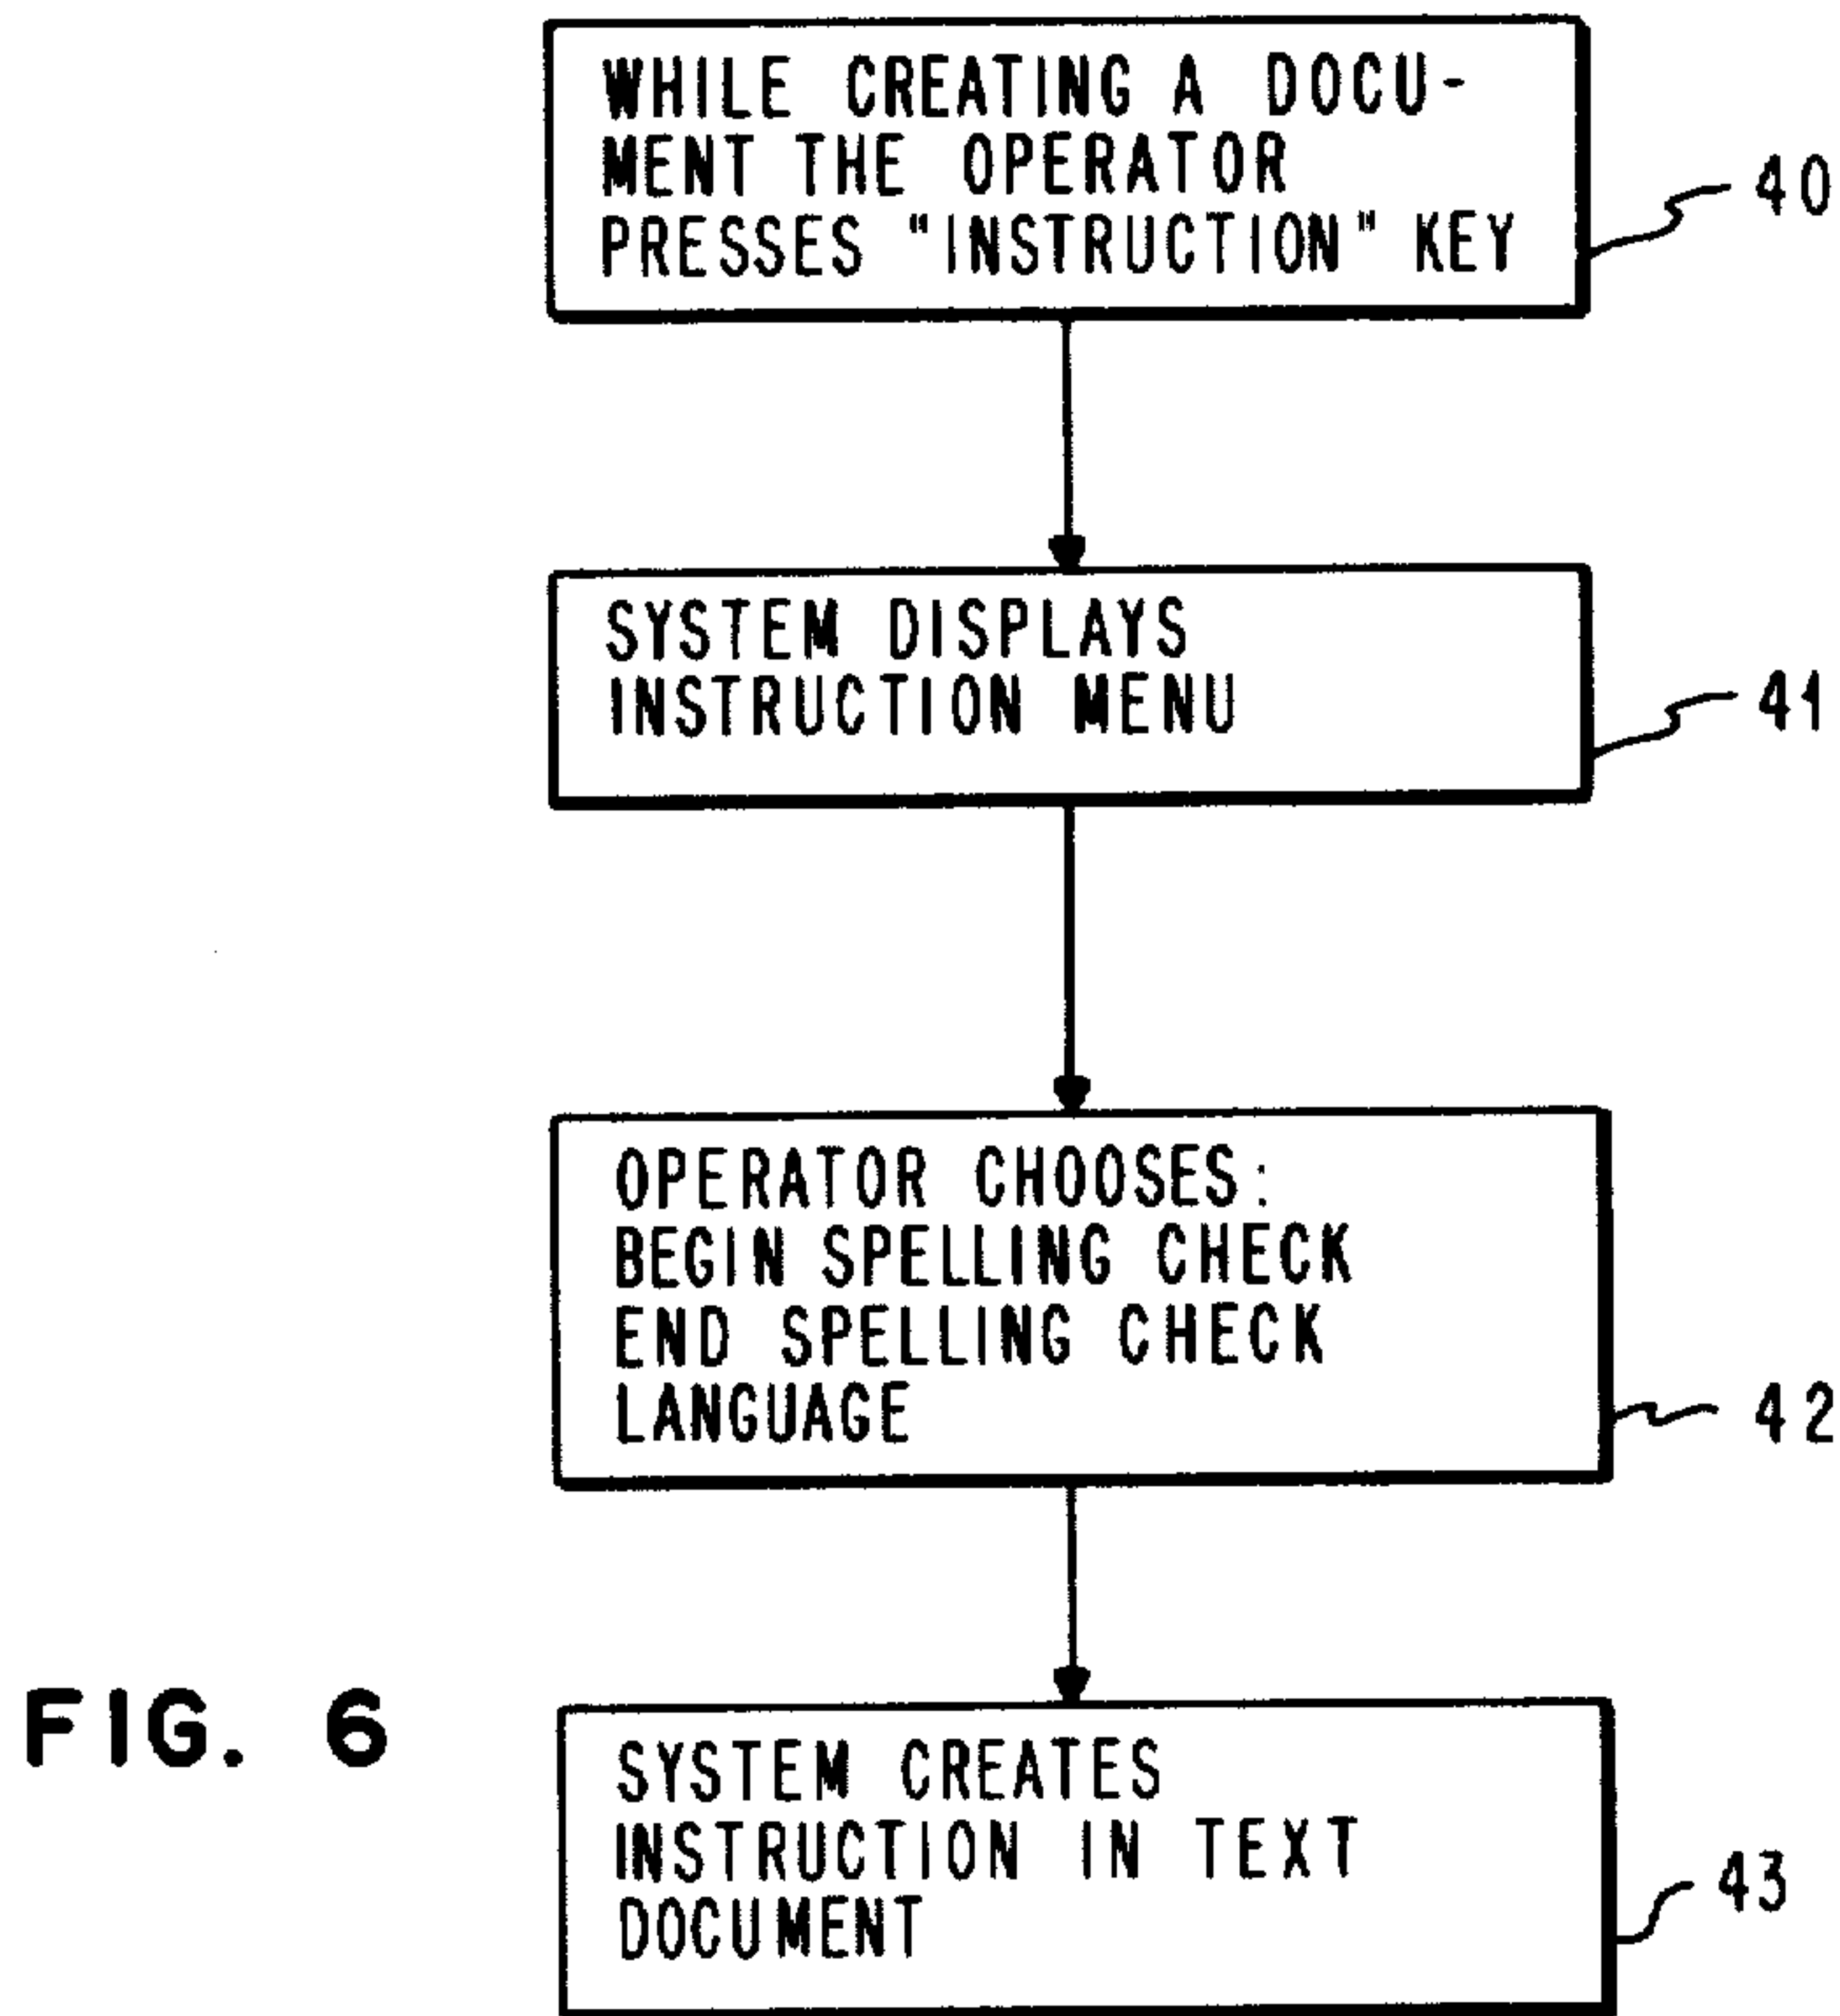 WHILE CREATING A DOCU-
MENT THE OPERATOR
PRESSES "INSTRUCTION" KEY
40
SYSTEM DISPLAYS
INSTRUCTION MENU
41
OPERATOR CHOOSES:
BEGIN SPELLING CHECK
END SPELLING CHECK
LANGUAGE
42
FIG. 6
SYSTEM CREATES
INSTRUCTION IN TEXT
DOCUMENT
43